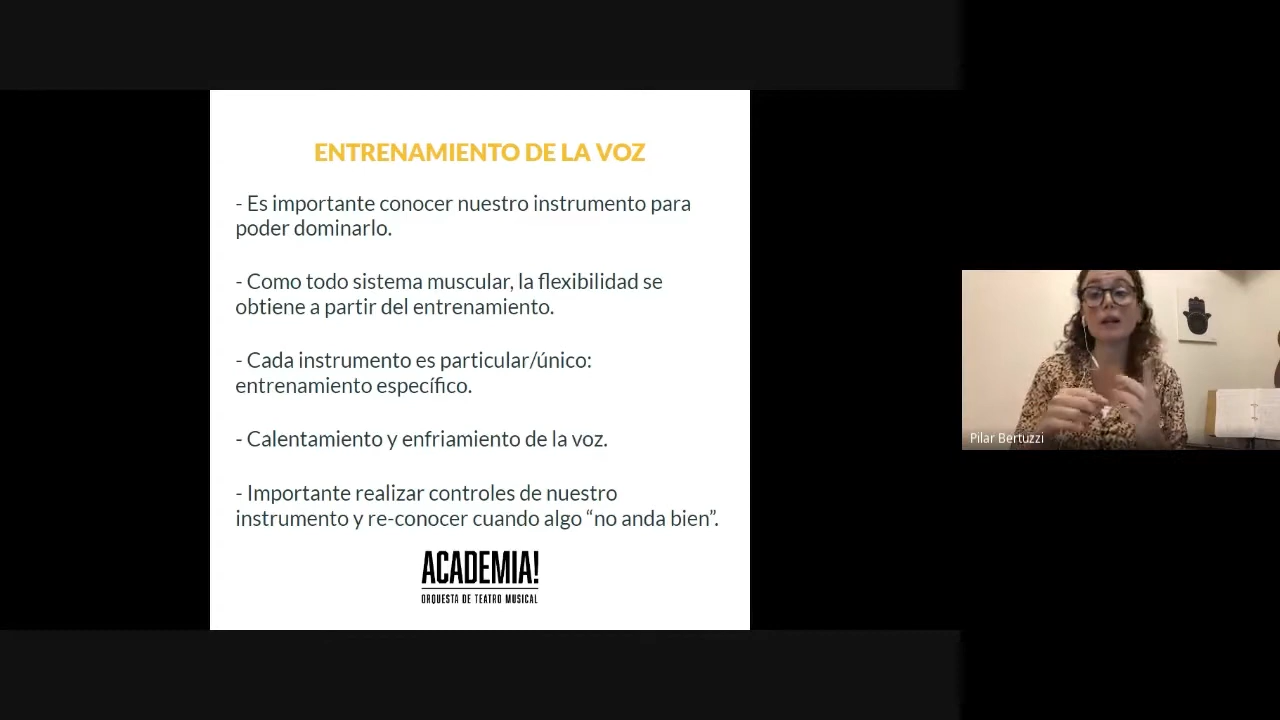 ENTRENAMIENTO DE LA VOZ
- Es importante conocer nuestro instrumento para
poder dominarlo.
- Como todo sistema muscular, la flexibilidad se
obtiene a partir del entrenamiento.
- Cada instrumento es particular/único:
entrenamiento específico.
- Calentamiento y enfriamiento de la voz.
- Importante realizar controles de nuestro
instrumento y re-conocer cuando algo “no anda bien”.
ACADEMIA!
ORQUESTA DE TEATRO MUSICAL
Pilar Bertuzzi